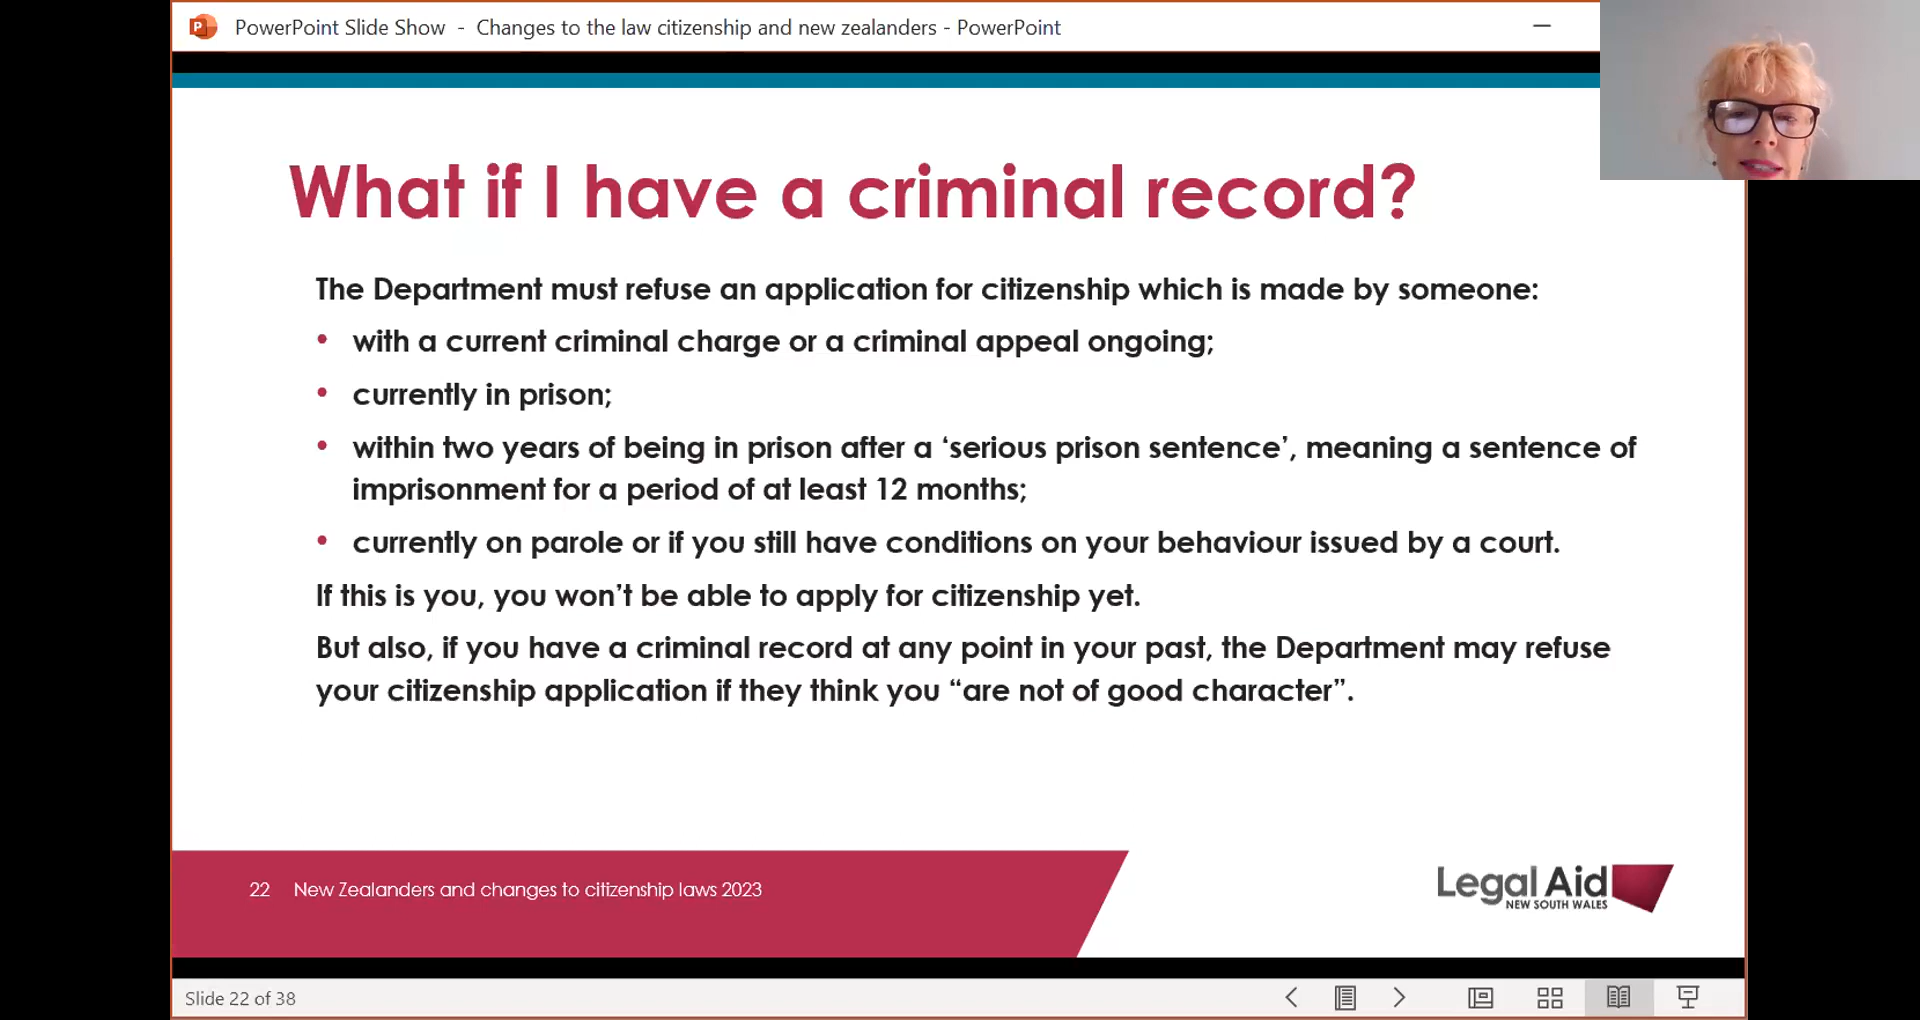 PowerPoint Slide Show - Changes to the law citizenship and new zealanders - PowerPoint
What if I have a criminal record?
The Department must refuse an application for citizenship which is made by someone:
• with a current criminal charge or a criminal appeal ongoing;
• currently in prison;
• within two years of being in prison after a ‘serious prison sentence’, meaning a sentence of
imprisonment for a period of at least 12 months;
• currently on parole or if you still have conditions on your behaviour issued by a court.
If this is you, you won’t be able to apply for citizenship yet.
But also, if you have a criminal record at any point in your past, the Department may refuse
your citizenship application if they think you “are not of good character”.
22 New Zealanders and changes to citizenship laws 2023
Legal Aid
NEW SOUTH WALES
Slide 22 of 38